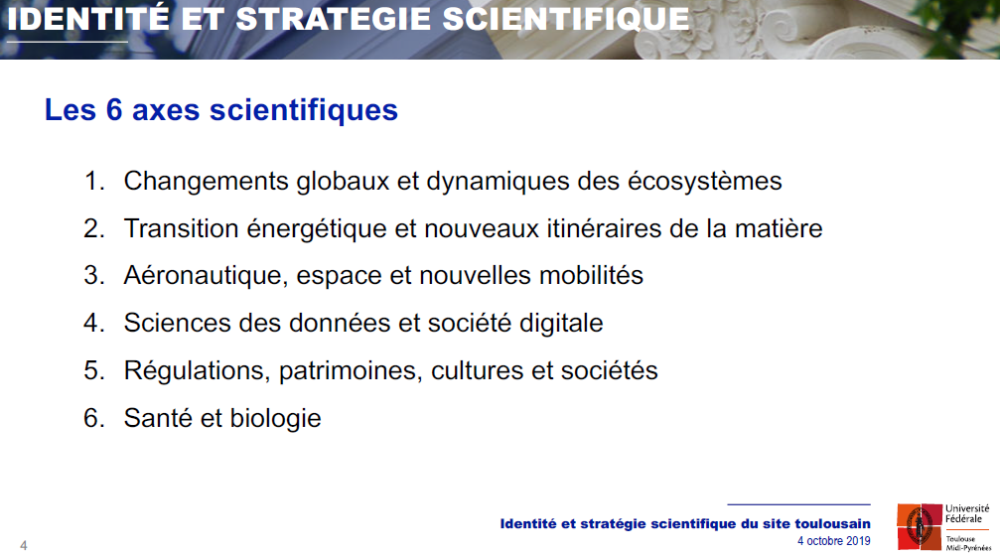 IDENTITÉ ET STRATEGIE SCIENTIFIQUE
Les 6 axes scientifiques
1. Changements globaux et dynamiques des écosystèmes
2. Transition énergétique et nouveaux itinéraires de la matière
3. Aéronautique, espace et nouvelles mobilités
4. Sciences des données et société digitale
5. Régulations, patrimoines, cultures et sociétés
6. Santé et biologie
Identité et stratégie scientifique du site toulousain
4 octobre 2019
4
Université
Fédérale
Toulouse
Midi-Pyrénées